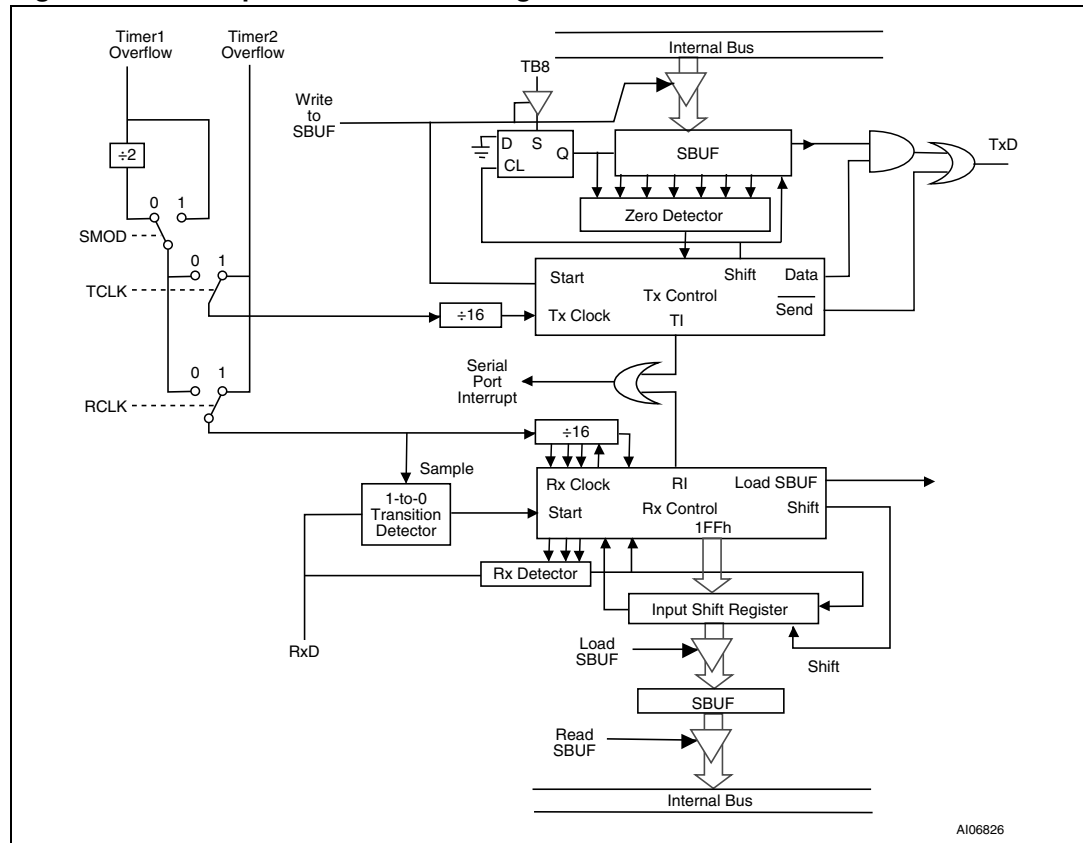 Timer1
Overflow
Timer2
Overflow
Internal Bus
TB8
Write
to
SBUF
D S
Q
CL
SBUF
TxD
÷2
0 1
Zero Detector
SMOD
0 1
TCLK
Start
Shift
Data
Tx Control
Send
÷16
Tx Clock
TI
Serial
Port
Interrupt
0 1
RCLK
÷16
Sample
1-to-0
Transition
Detector
Rx Clock
RI
Load SBUF
Start
Rx Control
Shift
1FFh
Rx Detector
Input Shift Register
RxD
Load
SBUF
Shift
SBUF
Read
SBUF
Internal Bus
AI06826